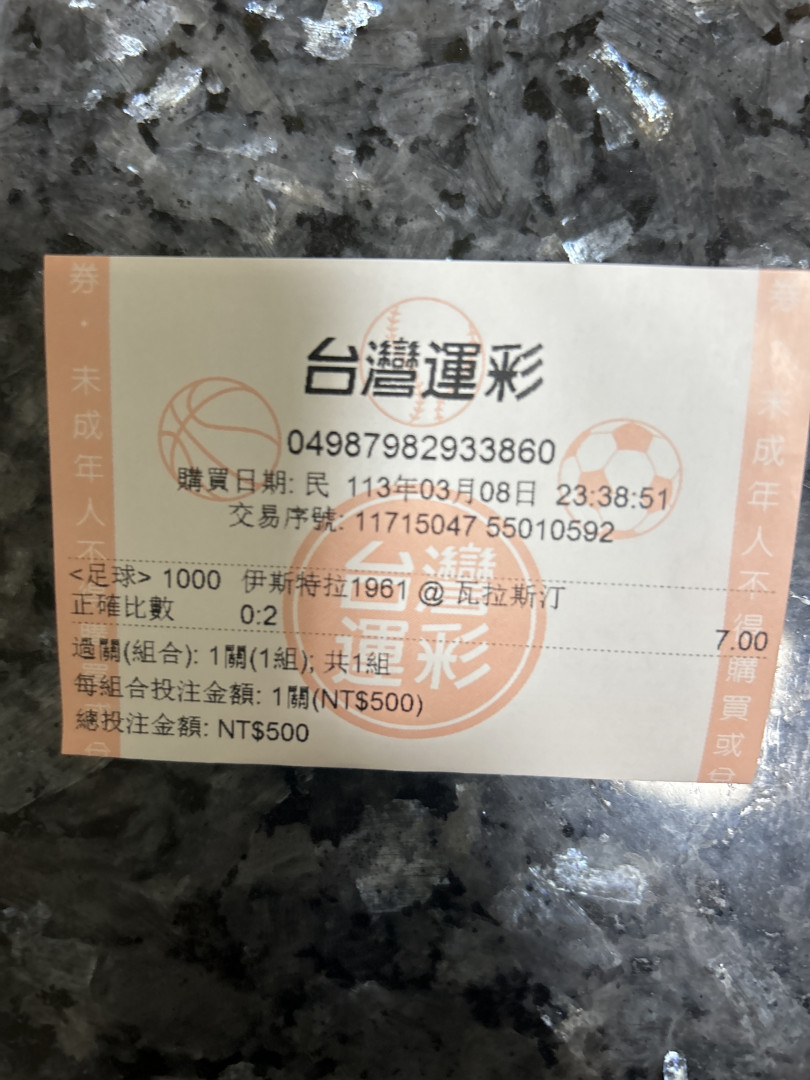 台灣運彩
04987982933860
購買日期: 民 113年03月08日 23:38:51
交易序號: 11715047 55010592
<足球> 1000 伊斯特拉1961 @ 瓦拉斯汀
正確比數 0:2 7.00
過關(組合): 1關(1組); 共1組
每組合投注金額: 1關(NT$500)
總投注金額: NT$500
台灣
運彩
券・未成年人不
未成年人不得購買或